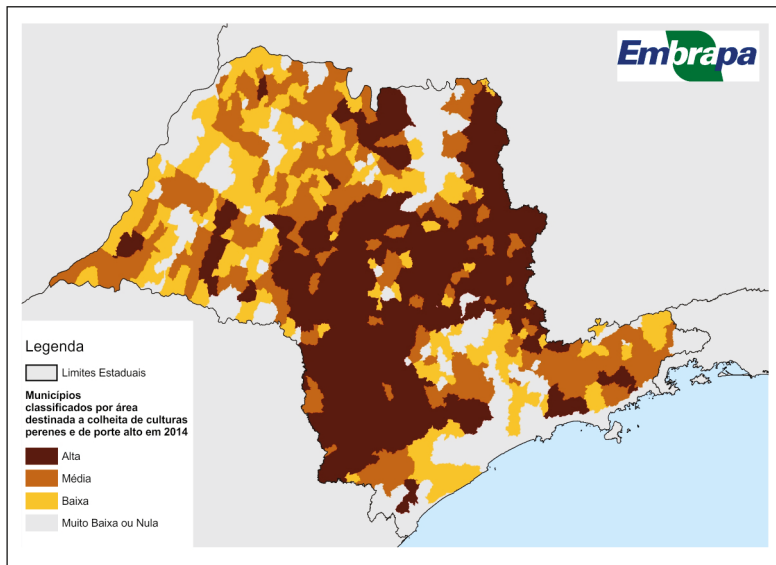 Embrapa
Legenda
Limites Estaduais
Municípios
classificados por área
destinada a colheita de culturas
perenes e de porte alto em 2014
Alta
Média
Baixa
Muito Baixa ou Nula